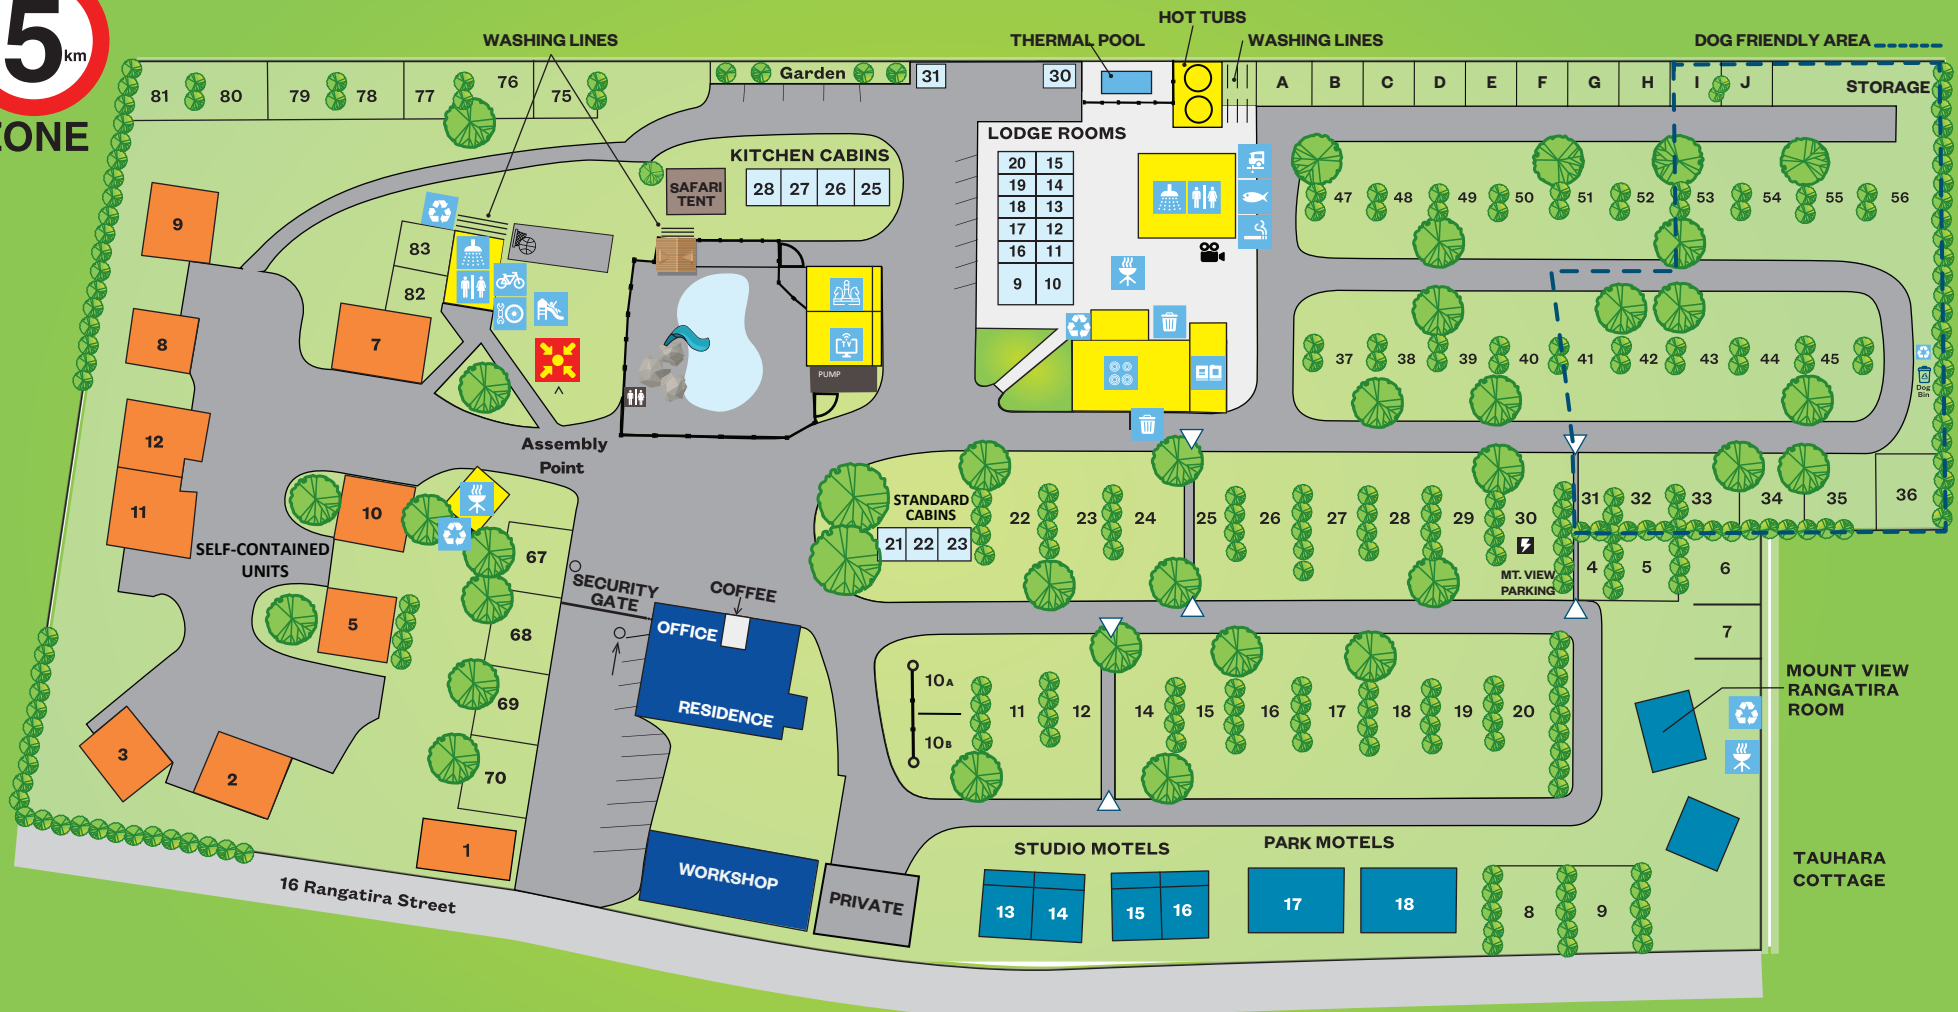 5 km
ZONE
WASHING LINES
THERMAL POOL
HOT TUBS
WASHING LINES
DOG FRIENDLY AREA
81 80 79 78 77 76 75
Garden
31
30
A B C D E F G H I J
STORAGE
LODGE ROOMS
20 15
19 14
18 13
17 12
16 11
9 10
KITCHEN CABINS
28 27 26 25
SAFARI
TENT
47 48 49 50 51 52 53 54 55 56
9
83
82
8
7
TV
PUMP
37 38 39 40 41 42 43 44 45
Dog
Bin
12
11
10
Assembly
Point
STANDARD
CABINS
21 22 23
22 23 24 25 26 27 28 29 30
31 32 33 34 35 36
MT. VIEW
PARKING
4 5 6
7
SELF-CONTAINED
UNITS
5
67
68
69
70
SECURITY
GATE
COFFEE
OFFICE
RESIDENCE
10A
10B
11 12 14 15 16 17 18 19 20
MOUNT VIEW
RANGATIRA
ROOM
3
2
1
16 Rangatira Street
WORKSHOP
PRIVATE
STUDIO MOTELS
13 14 15 16
PARK MOTELS
17 18
8 9
TAUHARA
COTTAGE